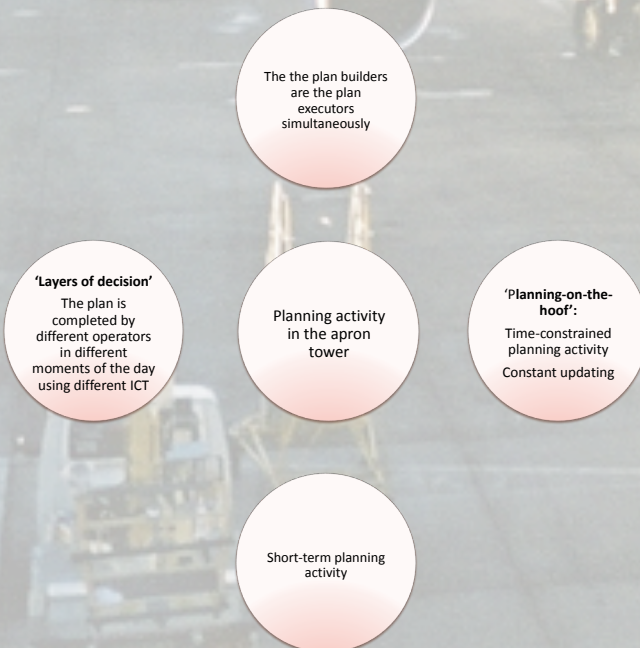 The the plan builders
are the plan
executors
simultaneously
'Layers of decision'
The plan is
completed by
different operators
in different
moments of the day
using different ICT
Planning activity
in the apron
tower
'Planning-on-the-
hoof':
Time-constrained
planning activity
Constant updating
Short-term planning
activity